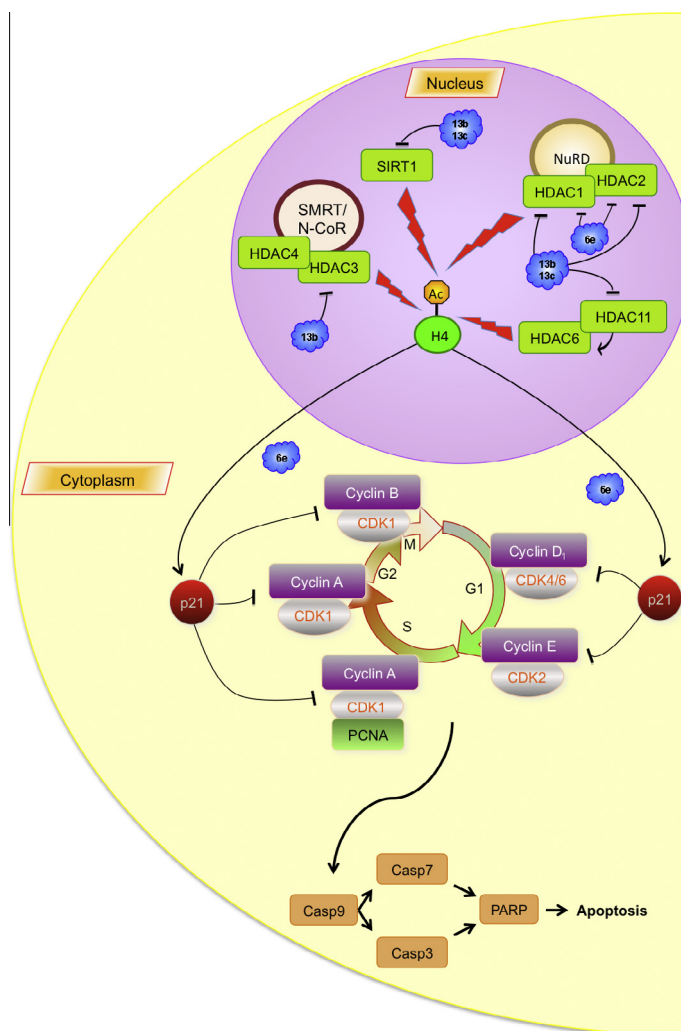 Nucleus
13b
13c
SIRT1
NuRD
HDAC2
HDAC1
SMRT/
N-CoR
6e
HDAC4
HDAC3
13b
13c
Ac
HDAC11
13b
H4
HDAC6
6e
Cytoplasm
6e
Cyclin B
CDK1
M
Cyclin D1
G2
CDK4/6
Cyclin A
G1
p21
p21
CDK1
S
Cyclin E
Cyclin A
CDK2
CDK1
PCNA
Casp7
Casp9
PARP
Apoptosis
Casp3